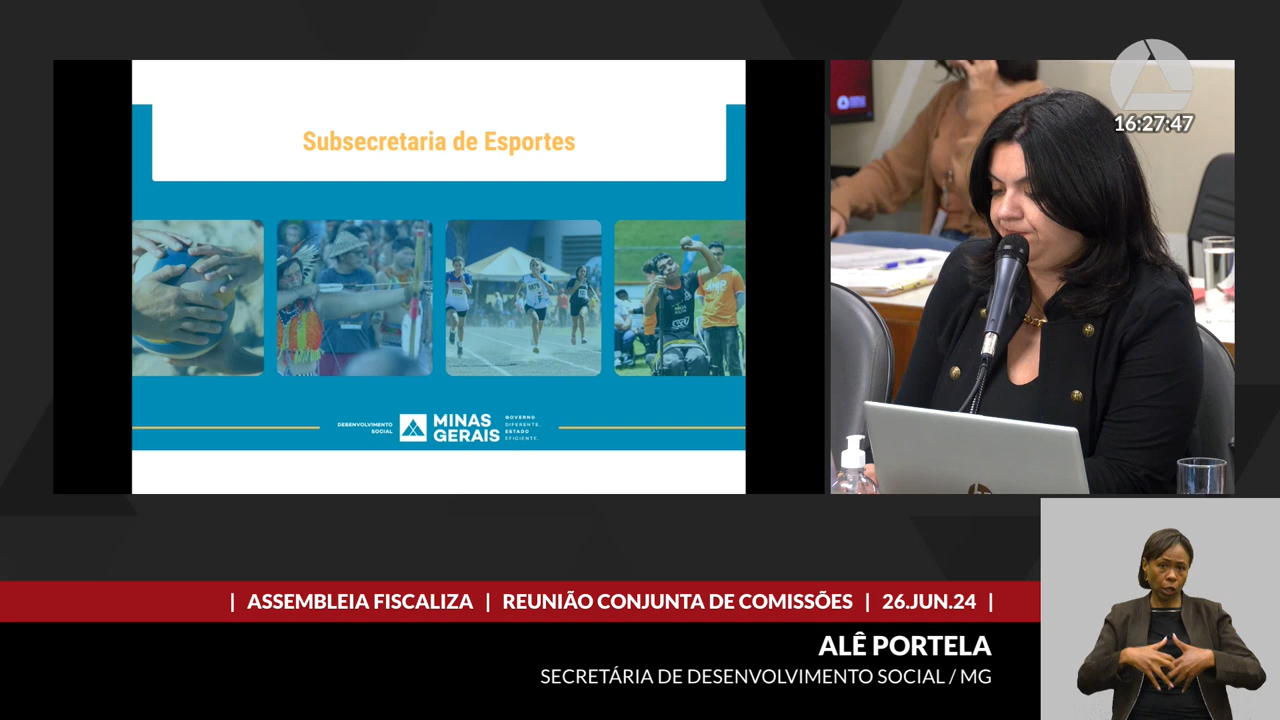 Subsecretaria de Esportes
DESENVOLVIMENTO
SOCIAL
MINAS
GERAIS
GOVERNO
DIFERENTE.
ESTADO
EFICIENTE.
16:27:47
| ASSEMBLEIA FISCALIZA | REUNIÃO CONJUNTA DE COMISSÕES | 26.JUN.24 |
ALÊ PORTELA
SECRETÁRIA DE DESENVOLVIMENTO SOCIAL / MG